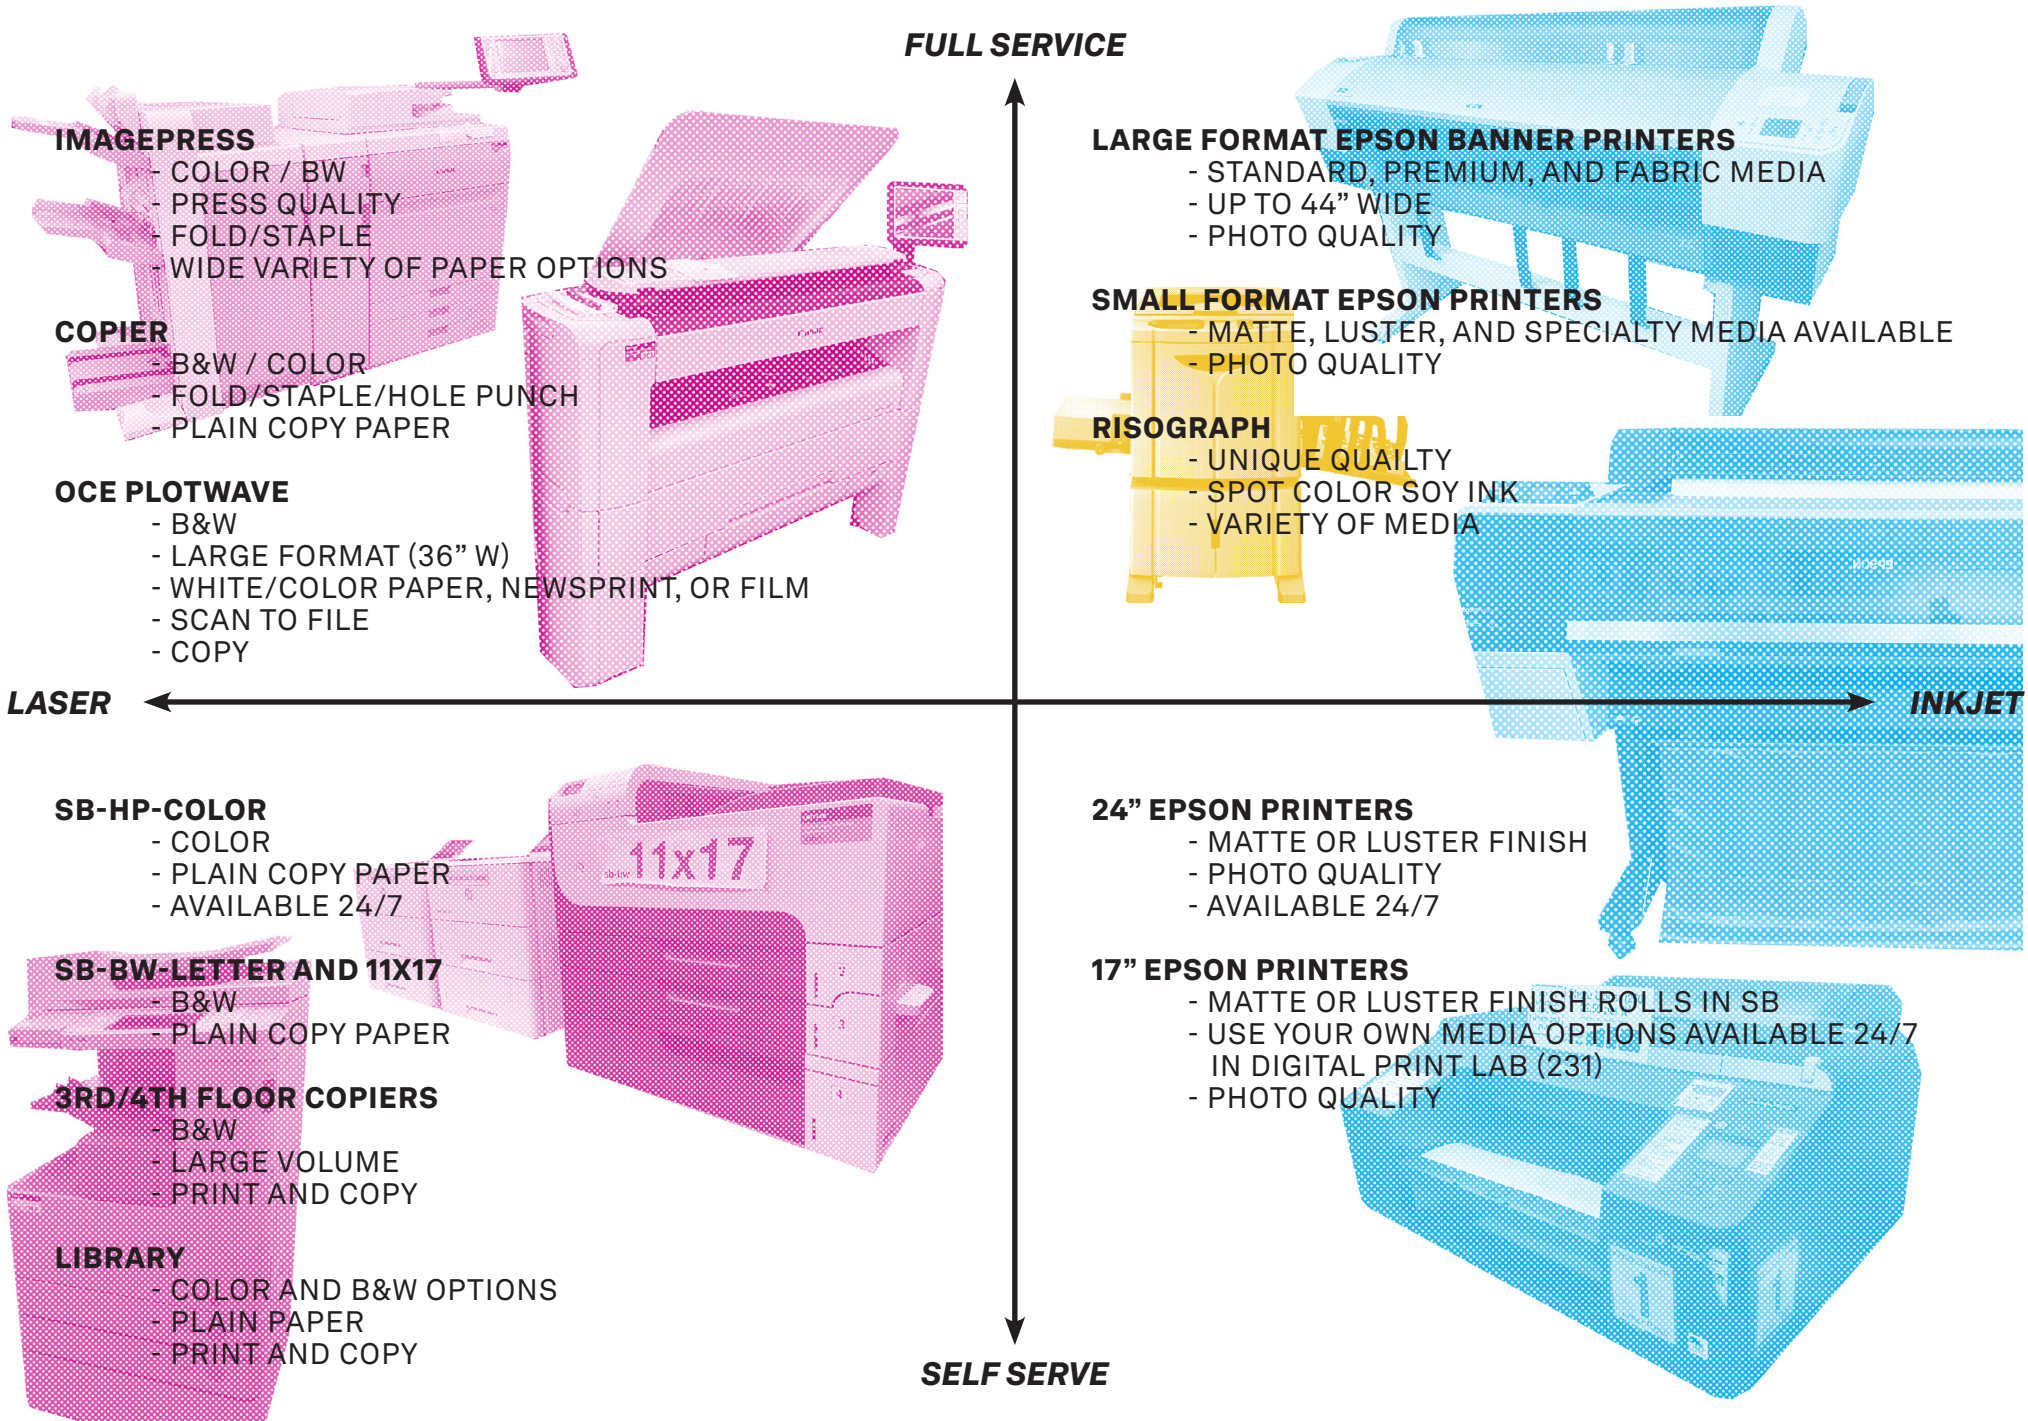 FULL SERVICE
IMAGEPRESS
- COLOR / BW
- PRESS QUALITY
- FOLD/STAPLE
- WIDE VARIETY OF PAPER OPTIONS
COPIER
- B&W / COLOR
- FOLD/STAPLE/HOLE PUNCH
- PLAIN COPY PAPER
OCE PLOTWAVE
- B&W
- LARGE FORMAT (36” W)
- WHITE/COLOR PAPER, NEWSPRINT, OR FILM
- SCAN TO FILE
- COPY
LARGE FORMAT EPSON BANNER PRINTERS
- STANDARD, PREMIUM, AND FABRIC MEDIA
- UP TO 44” WIDE
- PHOTO QUALITY
SMALL FORMAT EPSON PRINTERS
- MATTE, LUSTER, AND SPECIALTY MEDIA AVAILABLE
- PHOTO QUALITY
RISOGRAPH
- UNIQUE QUAILTY
- SPOT COLOR SOY INK
- VARIETY OF MEDIA
LASER
INKJET
SB-HP-COLOR
- COLOR
- PLAIN COPY PAPER
- AVAILABLE 24/7
SB-BW-LETTER AND 11X17
- B&W
- PLAIN COPY PAPER
3RD/4TH FLOOR COPIERS
- B&W
- LARGE VOLUME
- PRINT AND COPY
LIBRARY
- COLOR AND B&W OPTIONS
- PLAIN PAPER
- PRINT AND COPY
sb-bw 11x17
2
3
4
24” EPSON PRINTERS
- MATTE OR LUSTER FINISH
- PHOTO QUALITY
- AVAILABLE 24/7
17” EPSON PRINTERS
- MATTE OR LUSTER FINISH ROLLS IN SB
- USE YOUR OWN MEDIA OPTIONS AVAILABLE 24/7
IN DIGITAL PRINT LAB (231)
- PHOTO QUALITY
SELF SERVE